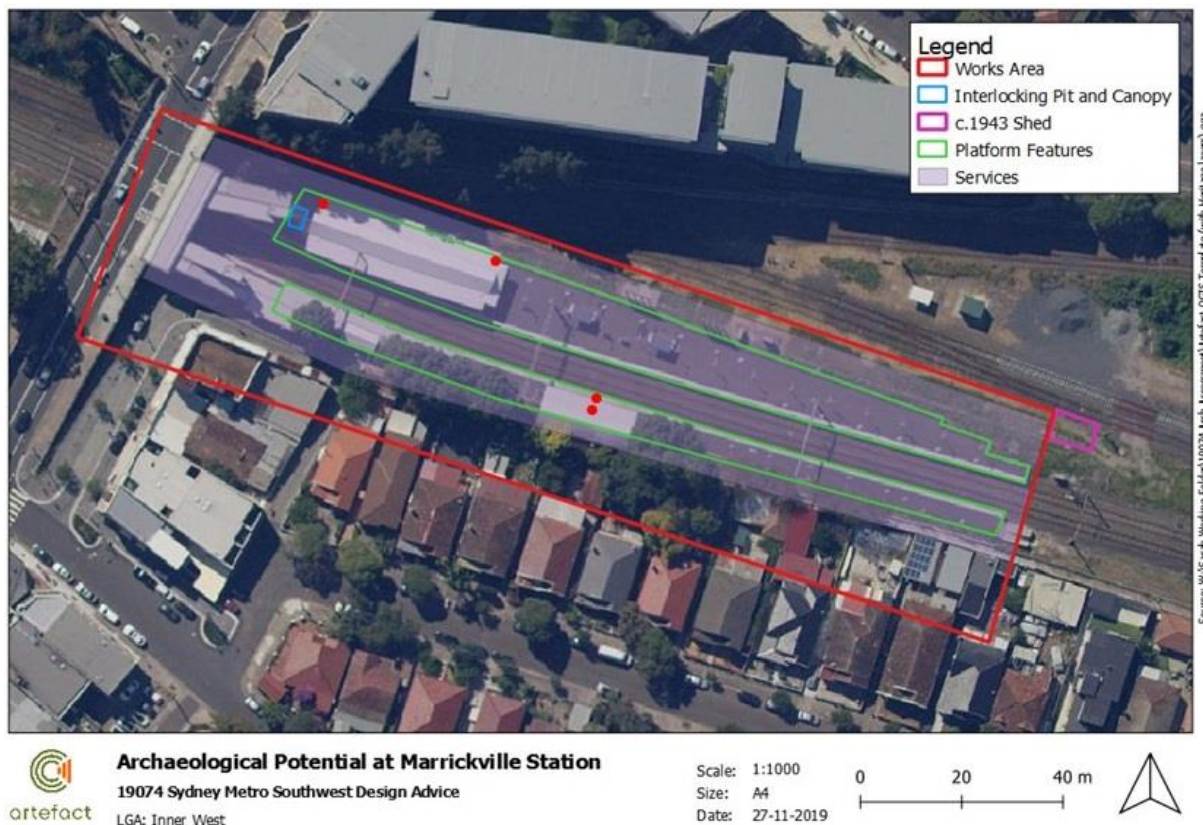 Legend
Works Area
Interlocking Pit and Canopy
c.1943 Shed
Platform Features
Services
artefact
Archaeological Potential at Marrickville Station
19074 Sydney Metro Southwest Design Advice
LGA: Inner West
Scale: 1:1000
Size: A4
Date: 27-11-2019
0 20 40 m